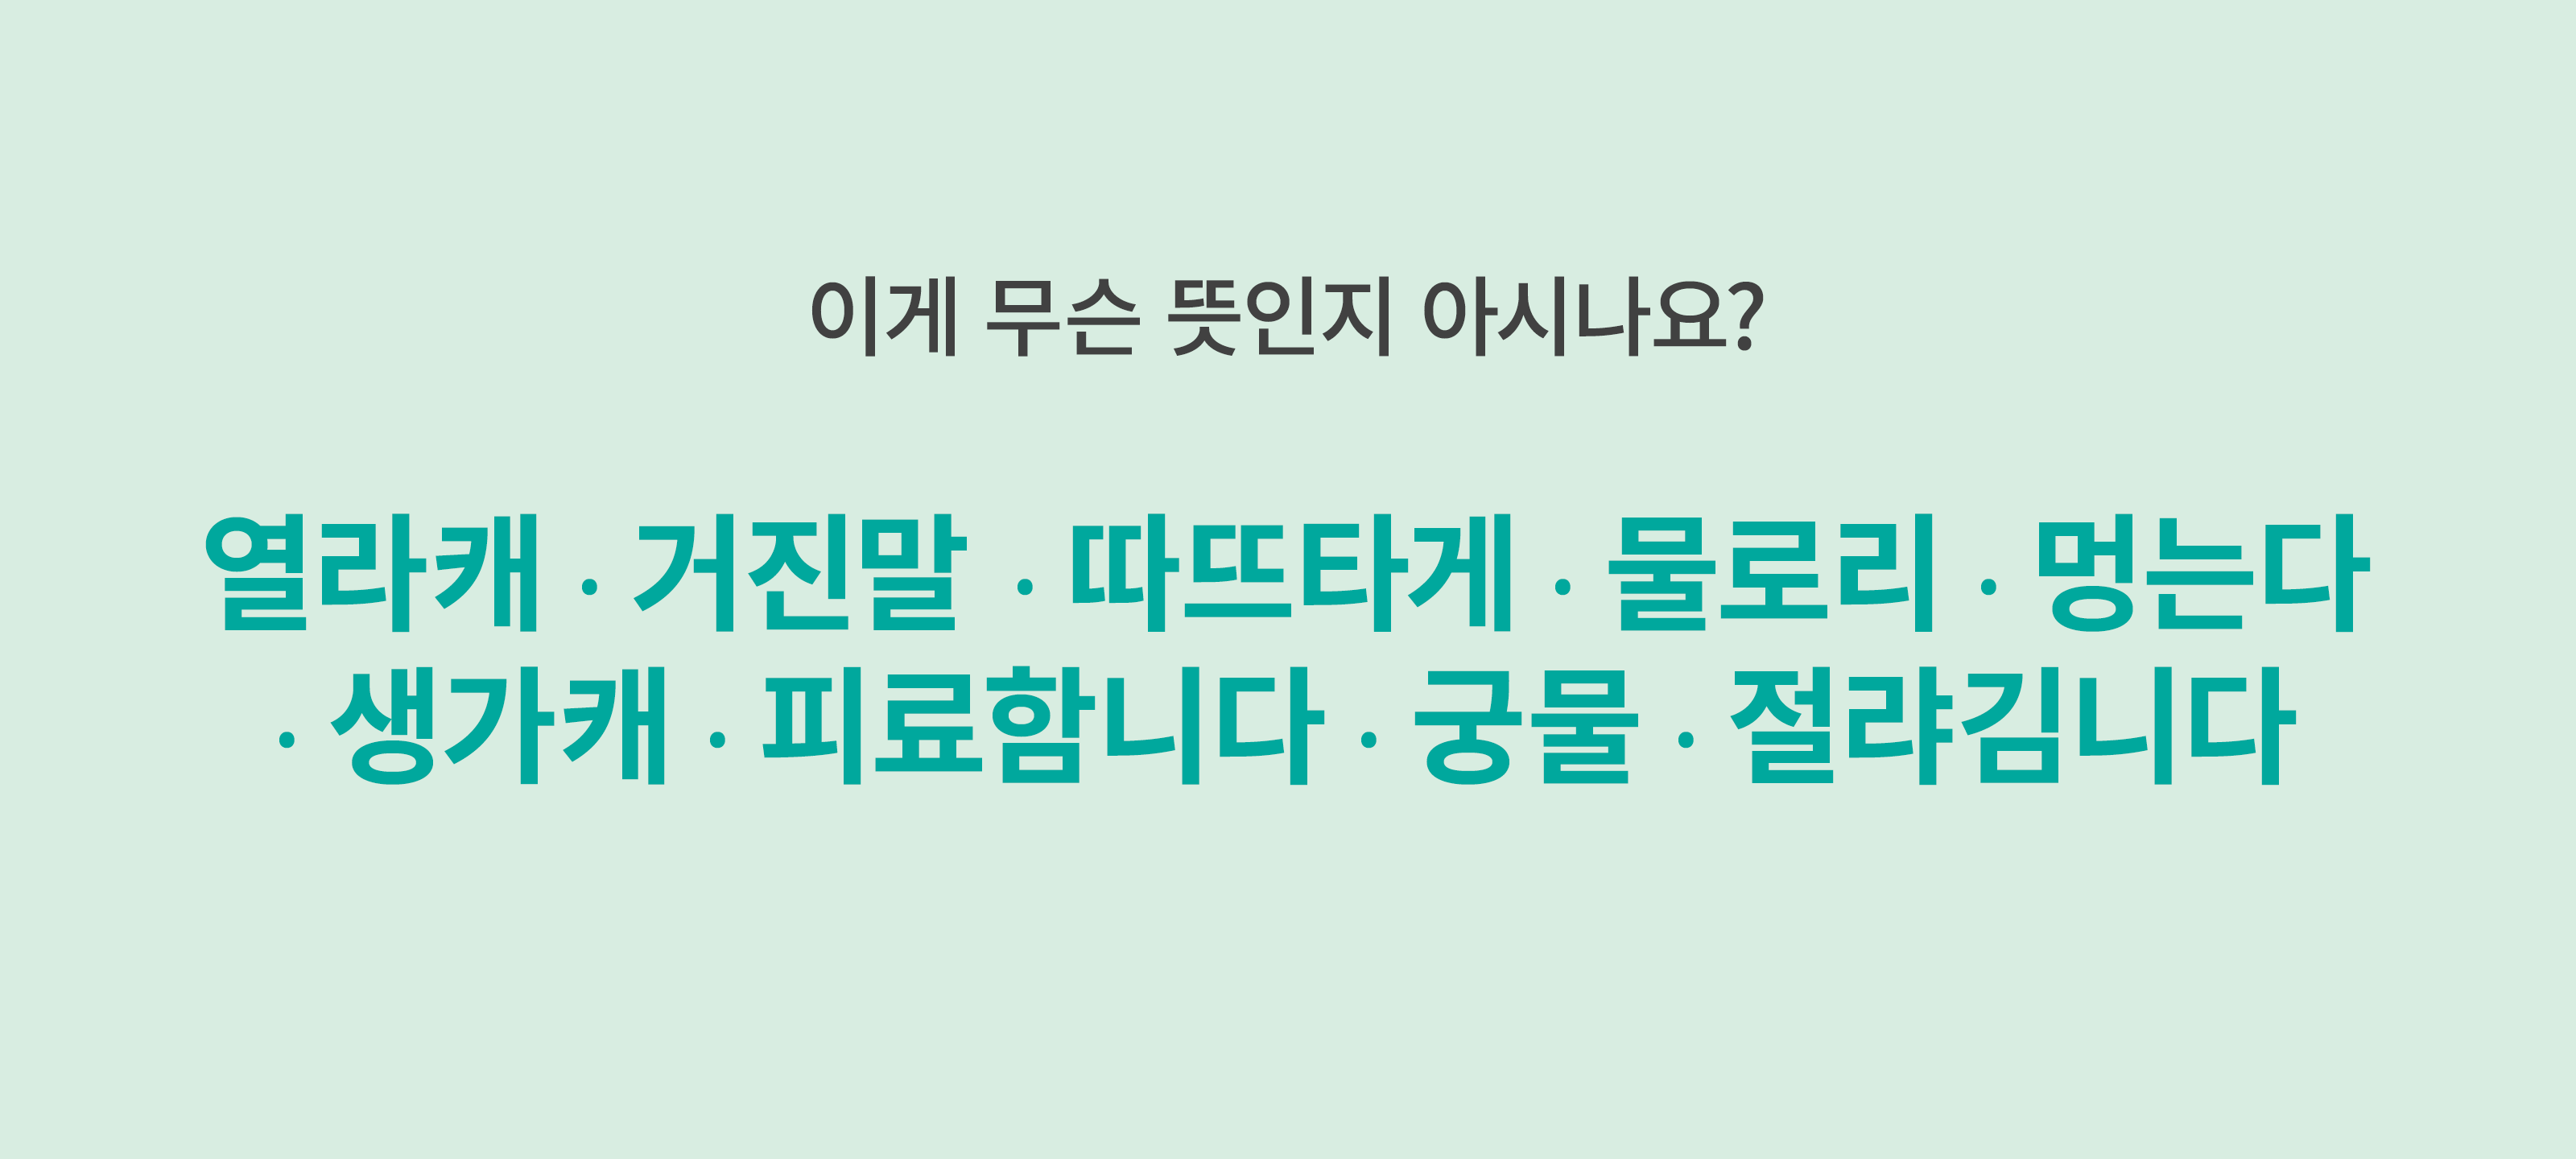 이게 무슨 뜻인지 아시나요?
열라캐 · 거진말 · 따뜨타게 · 물로리 · 멍는다
· 생가캐 · 피료함니다 · 궁물 · 절랴김니다